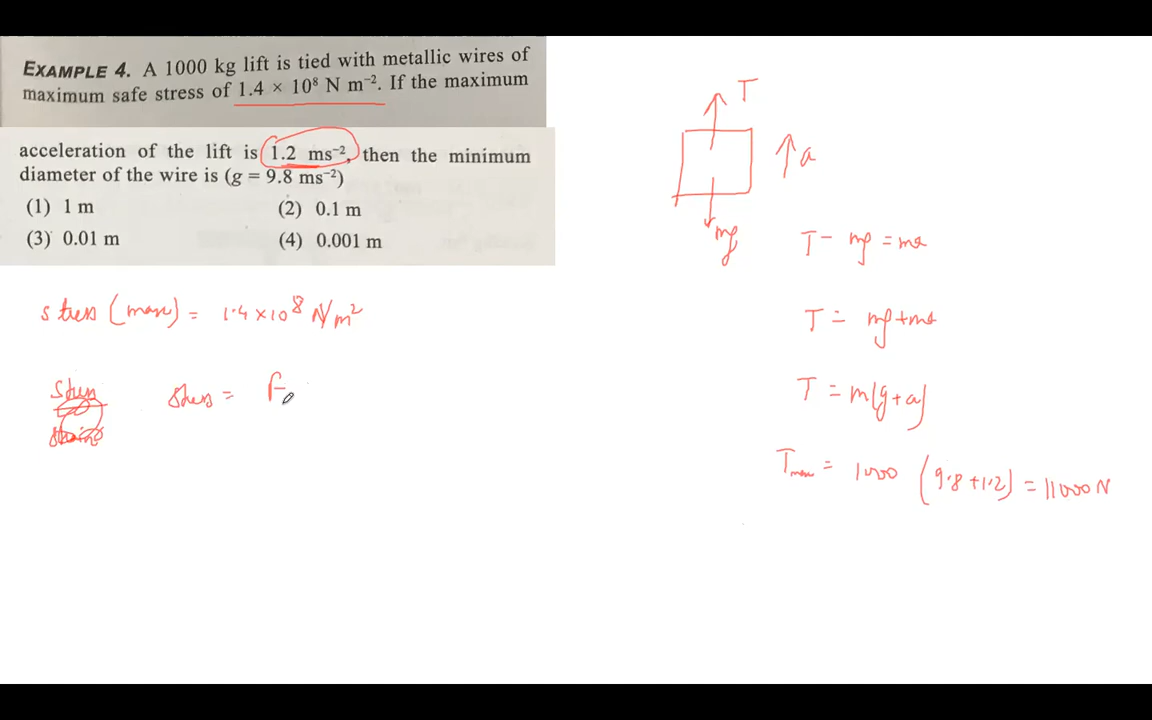 EXAMPLE 4. A 1000 kg lift is tied with metallic wires of
maximum safe stress of 1.4 × 10⁸ N m⁻². If the maximum
acceleration of the lift is 1.2 ms⁻², then the minimum
diameter of the wire is (g = 9.8 ms⁻²)
(1) 1 m
(2) 0.1 m
(3) 0.01 m
(4) 0.001 m
stress (max) = 1.4×10⁸ N/m²
stress = F
T
a
mg
T - mg = ma
T = mg+ma
T = m(g+a)
Tmax = 1000 (9.8+1.2) = 11000 N